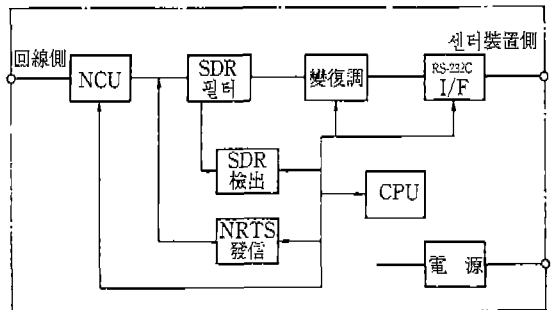 센터裝置側
回線側
NCU
SDR
필터
變復調
RS-232C
I/F
SDR
檢出
CPU
NRTS
發信
電 源